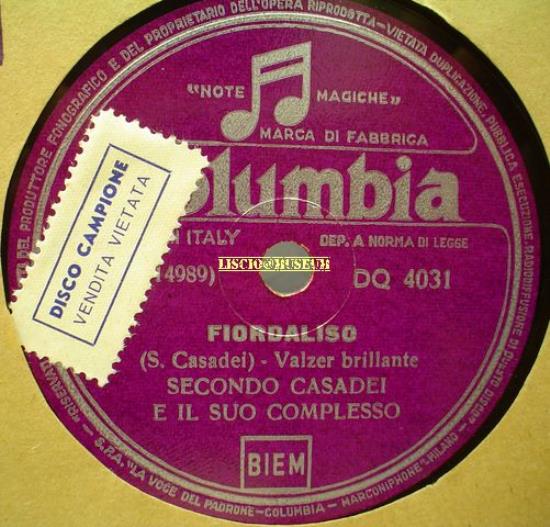 DEL PRODUTTORE FONOGRAFICO E DEL PROPRIETARIO DELL'OPERA RIPRODOTTA-VIETATA DUPLICAZIONE, PUBBLICA ESECUZIONE, RADIODIFFUSIONE DI QUESTO DISCO
"NOTE MAGICHE"
MARCA DI FABBRICA
olumbia
DISCO CAMPIONE
VENDITA VIETATA
IN ITALY
DEP. A NORMA DI LEGGE
LISCIO@MUSEUM
14989)
DQ 4031
FIORDALISO
(S. Casadei) - Valzer brillante
SECONDO CASADEI
E IL SUO COMPLESSO
BIEM
S.P.A. "LA VOCE DEL PADRONE-COLUMBIA-MARCONIPHONE"-MILANO